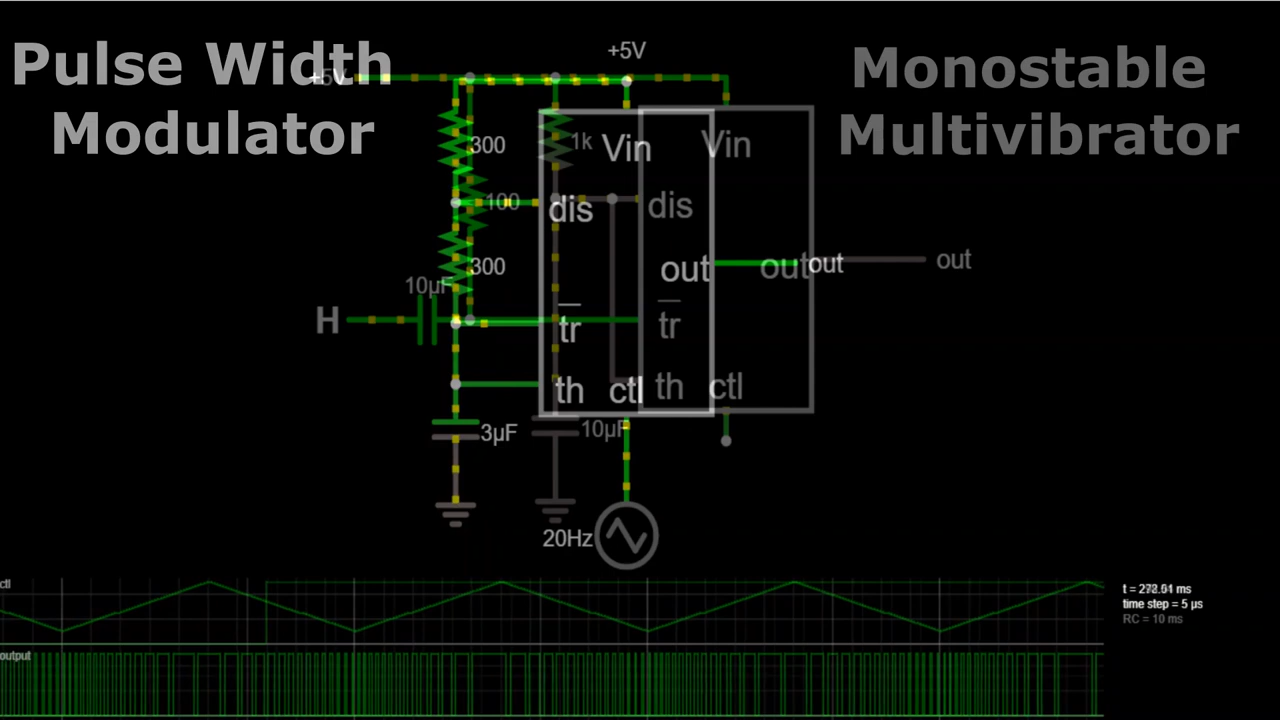 Pulse Width
Modulator
Monostable
Multivibrator
+5V
+5V
300
1k
Vin
Vin
100
dis
dis
300
out
out
out
out
10µF
H
tr
tr
th
ctl
th
ctl
3µF
10µF
20Hz
ctl
time step = 5 µs
RC = 10 ms
output